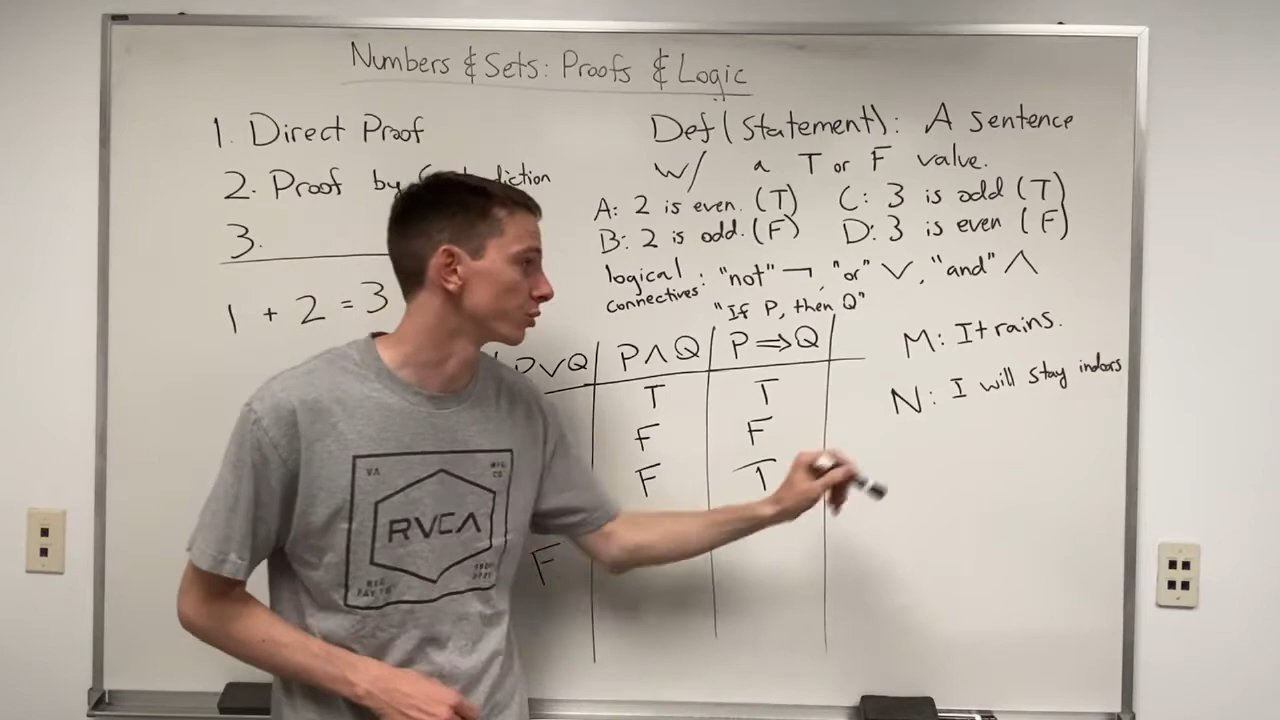 Numbers & Sets: Proofs & Logic
1. Direct Proof
2. Proof by
3.
1 + 2 = 3
Def (Statement): A sentence
w/ a T or F value.
A: 2 is even. (T) C: 3 is odd (T)
B: 2 is odd. (F) D: 3 is even (F)
logical connectives: "not" ¬, "or" ∨, "and" ∧
"If P, then Q"
P∨Q P∧Q P⇒Q
T T
F F
F T
F
M: It rains.
N: I will stay indoors
VA
RVCA